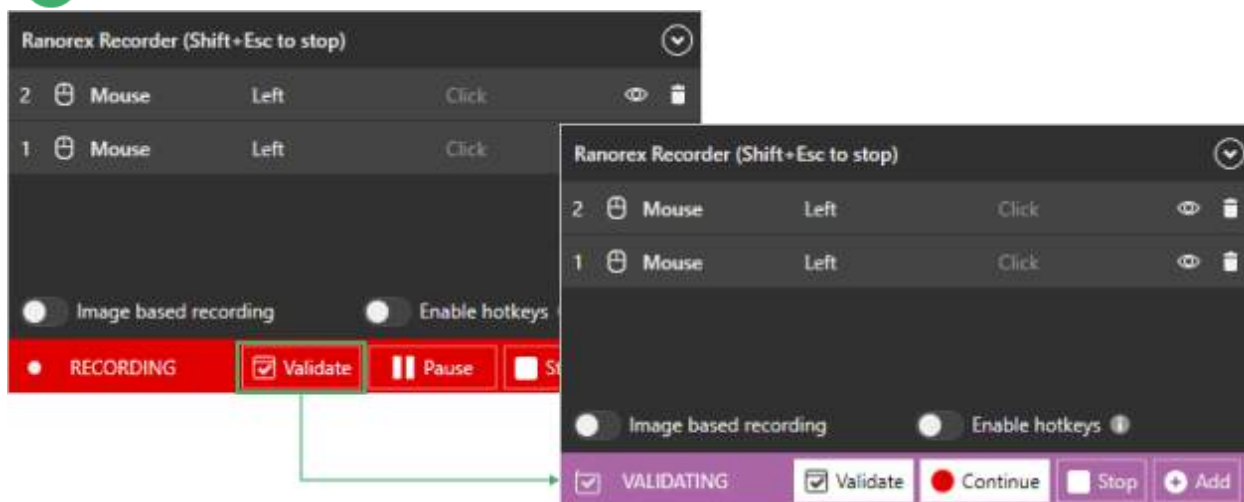 Ranorex Recorder (Shift+Esc to stop)
2 Mouse Left Click
1 Mouse Left Click
Image based recording Enable hotkeys
RECORDING Validate Pause
Ranorex Recorder (Shift+Esc to stop)
2 Mouse Left Click
1 Mouse Left Click
Image based recording Enable hotkeys
VALIDATING Validate Continue Stop Add